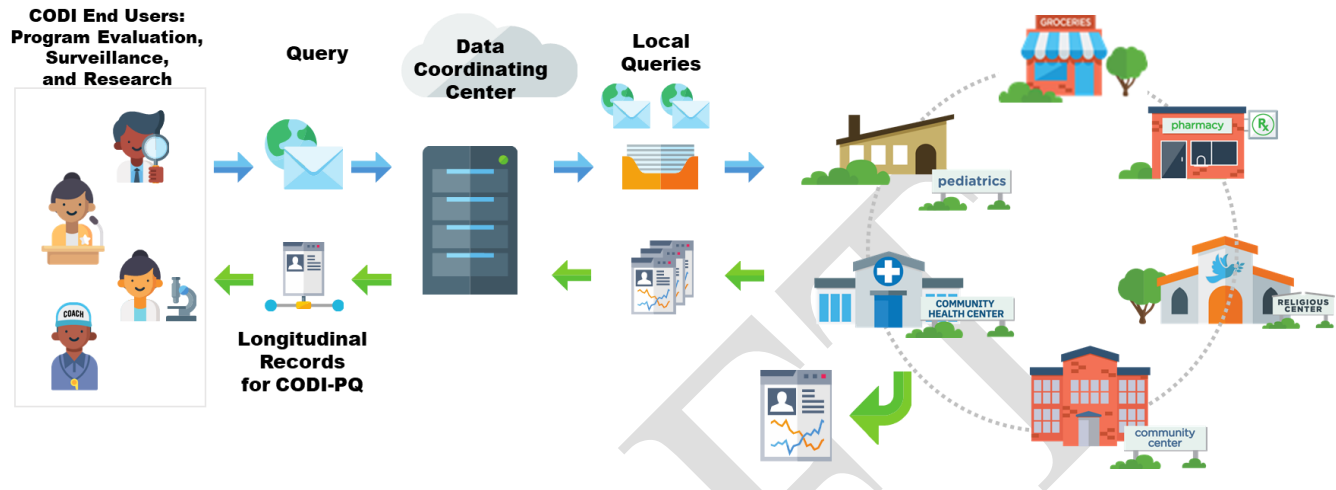 CODI End Users:
Program Evaluation,
Surveillance,
and Research
Query
Data
Coordinating
Center
Local
Queries
GROCERIES
pharmacy
Rx
pediatrics
COMMUNITY
HEALTH CENTER
RELIGIOUS
CENTER
community
center
COACH
Longitudinal
Records
for CODI-PQ